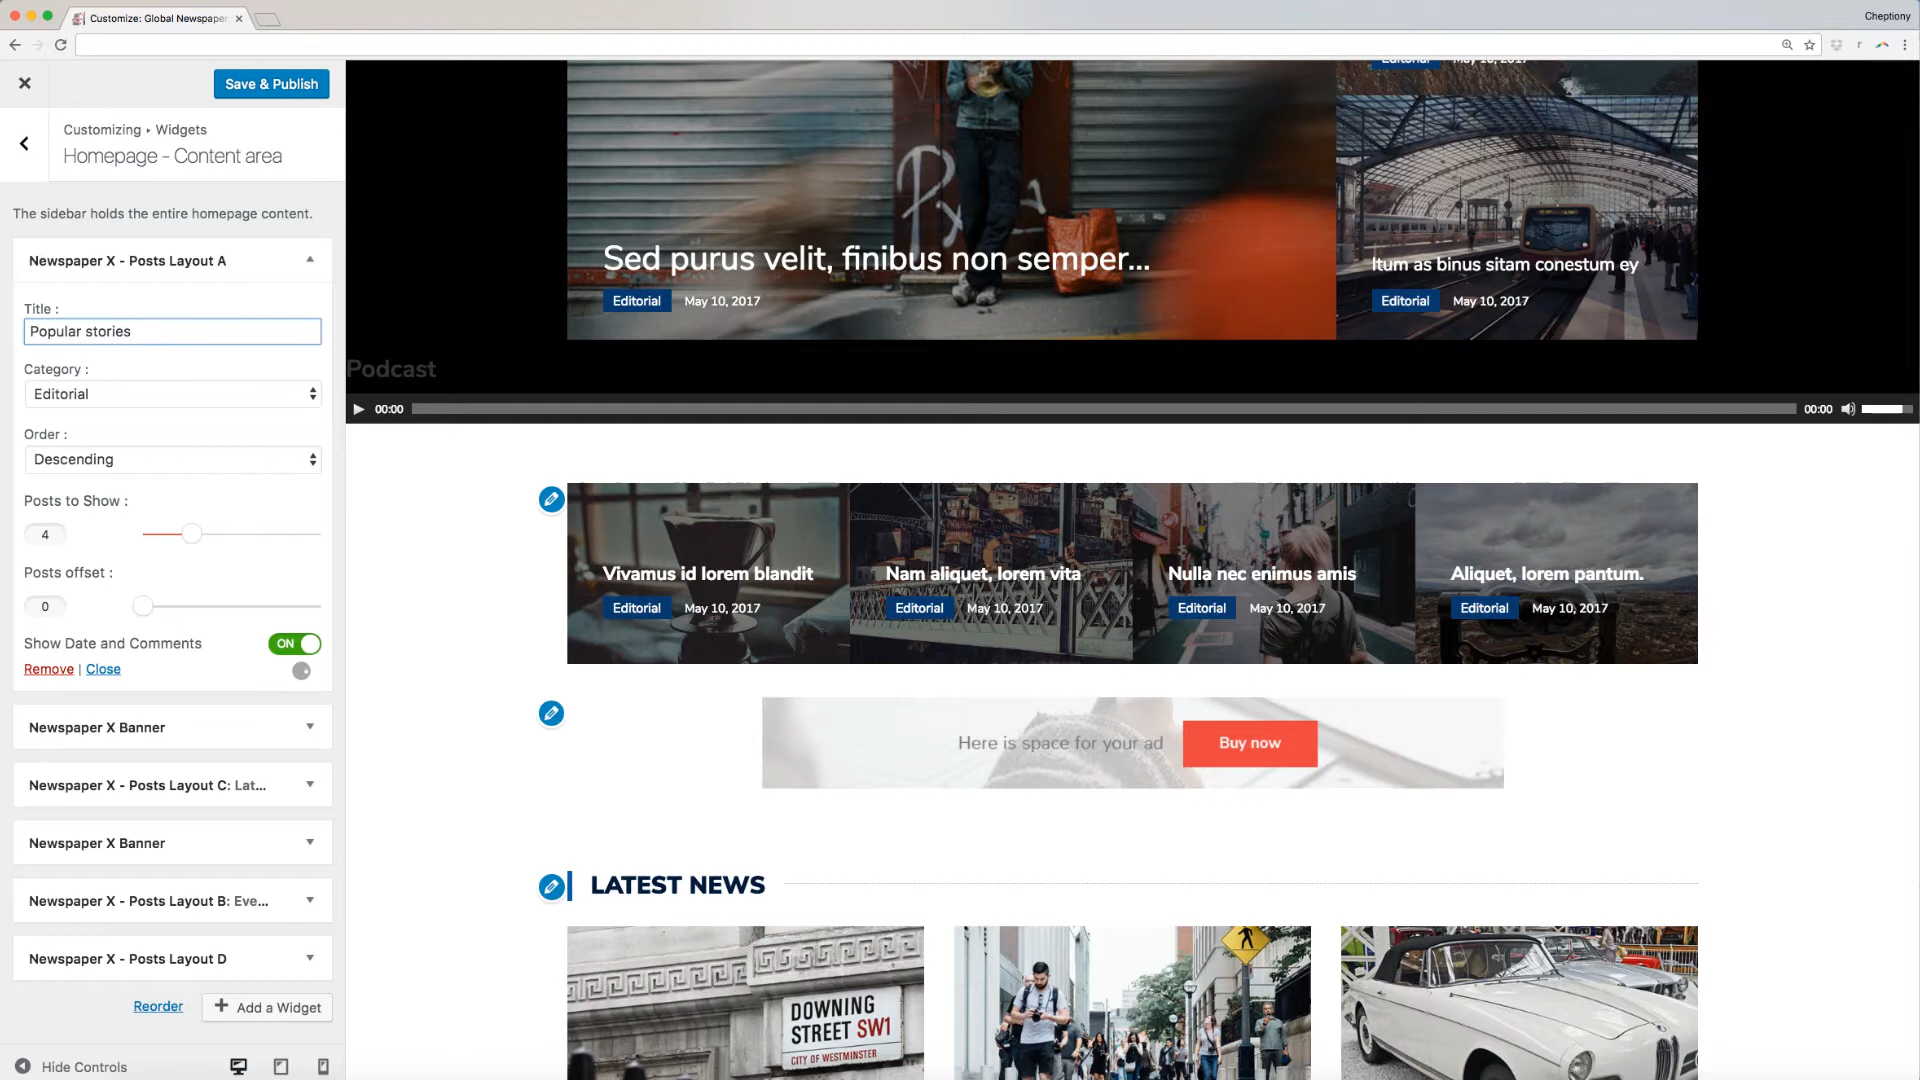 Customize: Global Newspaper
Cheptiony
Save & Publish
Customizing ▸ Widgets
Homepage - Content area
The sidebar holds the entire homepage content.
Newspaper X - Posts Layout A
Title :
Popular stories
Category :
Editorial
Order :
Descending
Posts to Show :
4
Posts offset :
0
Show Date and Comments
ON
Remove | Close
Newspaper X Banner
Newspaper X - Posts Layout C: Lat...
Newspaper X Banner
Newspaper X - Posts Layout B: Eve...
Newspaper X - Posts Layout D
Reorder
Add a Widget
Hide Controls
Editorial May 10, 2017
Sed purus velit, finibus non semper...
Editorial May 10, 2017
Itum as binus sitam conestum ey
Editorial May 10, 2017
Podcast
00:00
00:00
Vivamus id lorem blandit
Editorial May 10, 2017
Nam aliquet, lorem vita
Editorial May 10, 2017
Nulla nec enimus amis
Editorial May 10, 2017
Aliquet, lorem pantum.
Editorial May 10, 2017
Here is space for your ad
Buy now
LATEST NEWS
DOWNING
STREET SW1
CITY OF WESTMINSTER